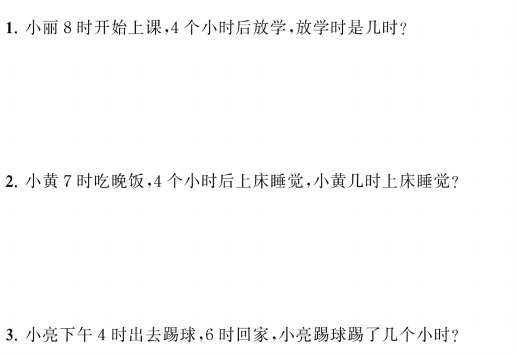 1. 小丽 8 时开始上课,4 个小时后放学,放学时是几时?
2. 小黄 7 时吃晚饭,4 个小时后上床睡觉,小黄几时上床睡觉?
3. 小亮下午 4 时出去踢球,6 时回家,小亮踢球踢了几个小时?